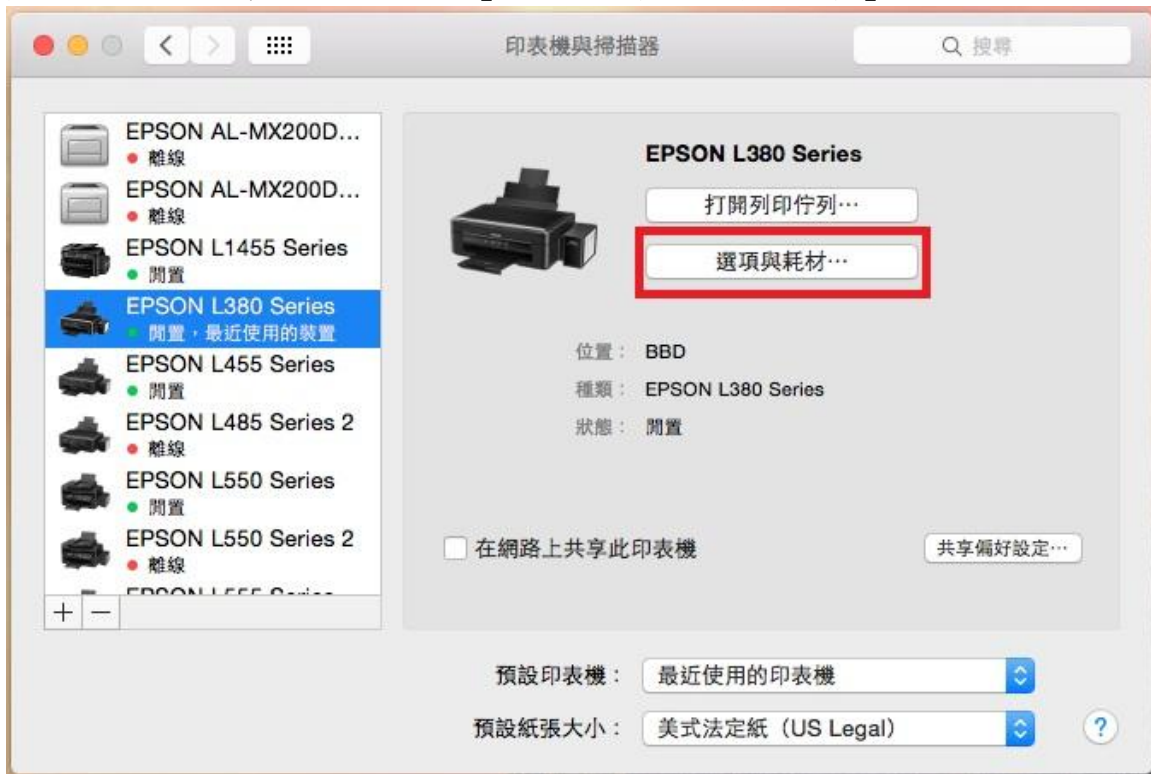 印表機與掃描器
搜尋
EPSON AL-MX200D...
離線
EPSON AL-MX200D...
離線
EPSON L1455 Series
閒置
EPSON L380 Series
閒置，最近使用的裝置
EPSON L455 Series
閒置
EPSON L485 Series 2
離線
EPSON L550 Series
閒置
EPSON L550 Series 2
離線
+ −
EPSON L380 Series
打開列印佇列⋯
選項與耗材⋯
位置： BBD
種類： EPSON L380 Series
狀態： 閒置
在網路上共享此印表機
共享偏好設定⋯
預設印表機： 最近使用的印表機
預設紙張大小： 美式法定紙（US Legal）
?